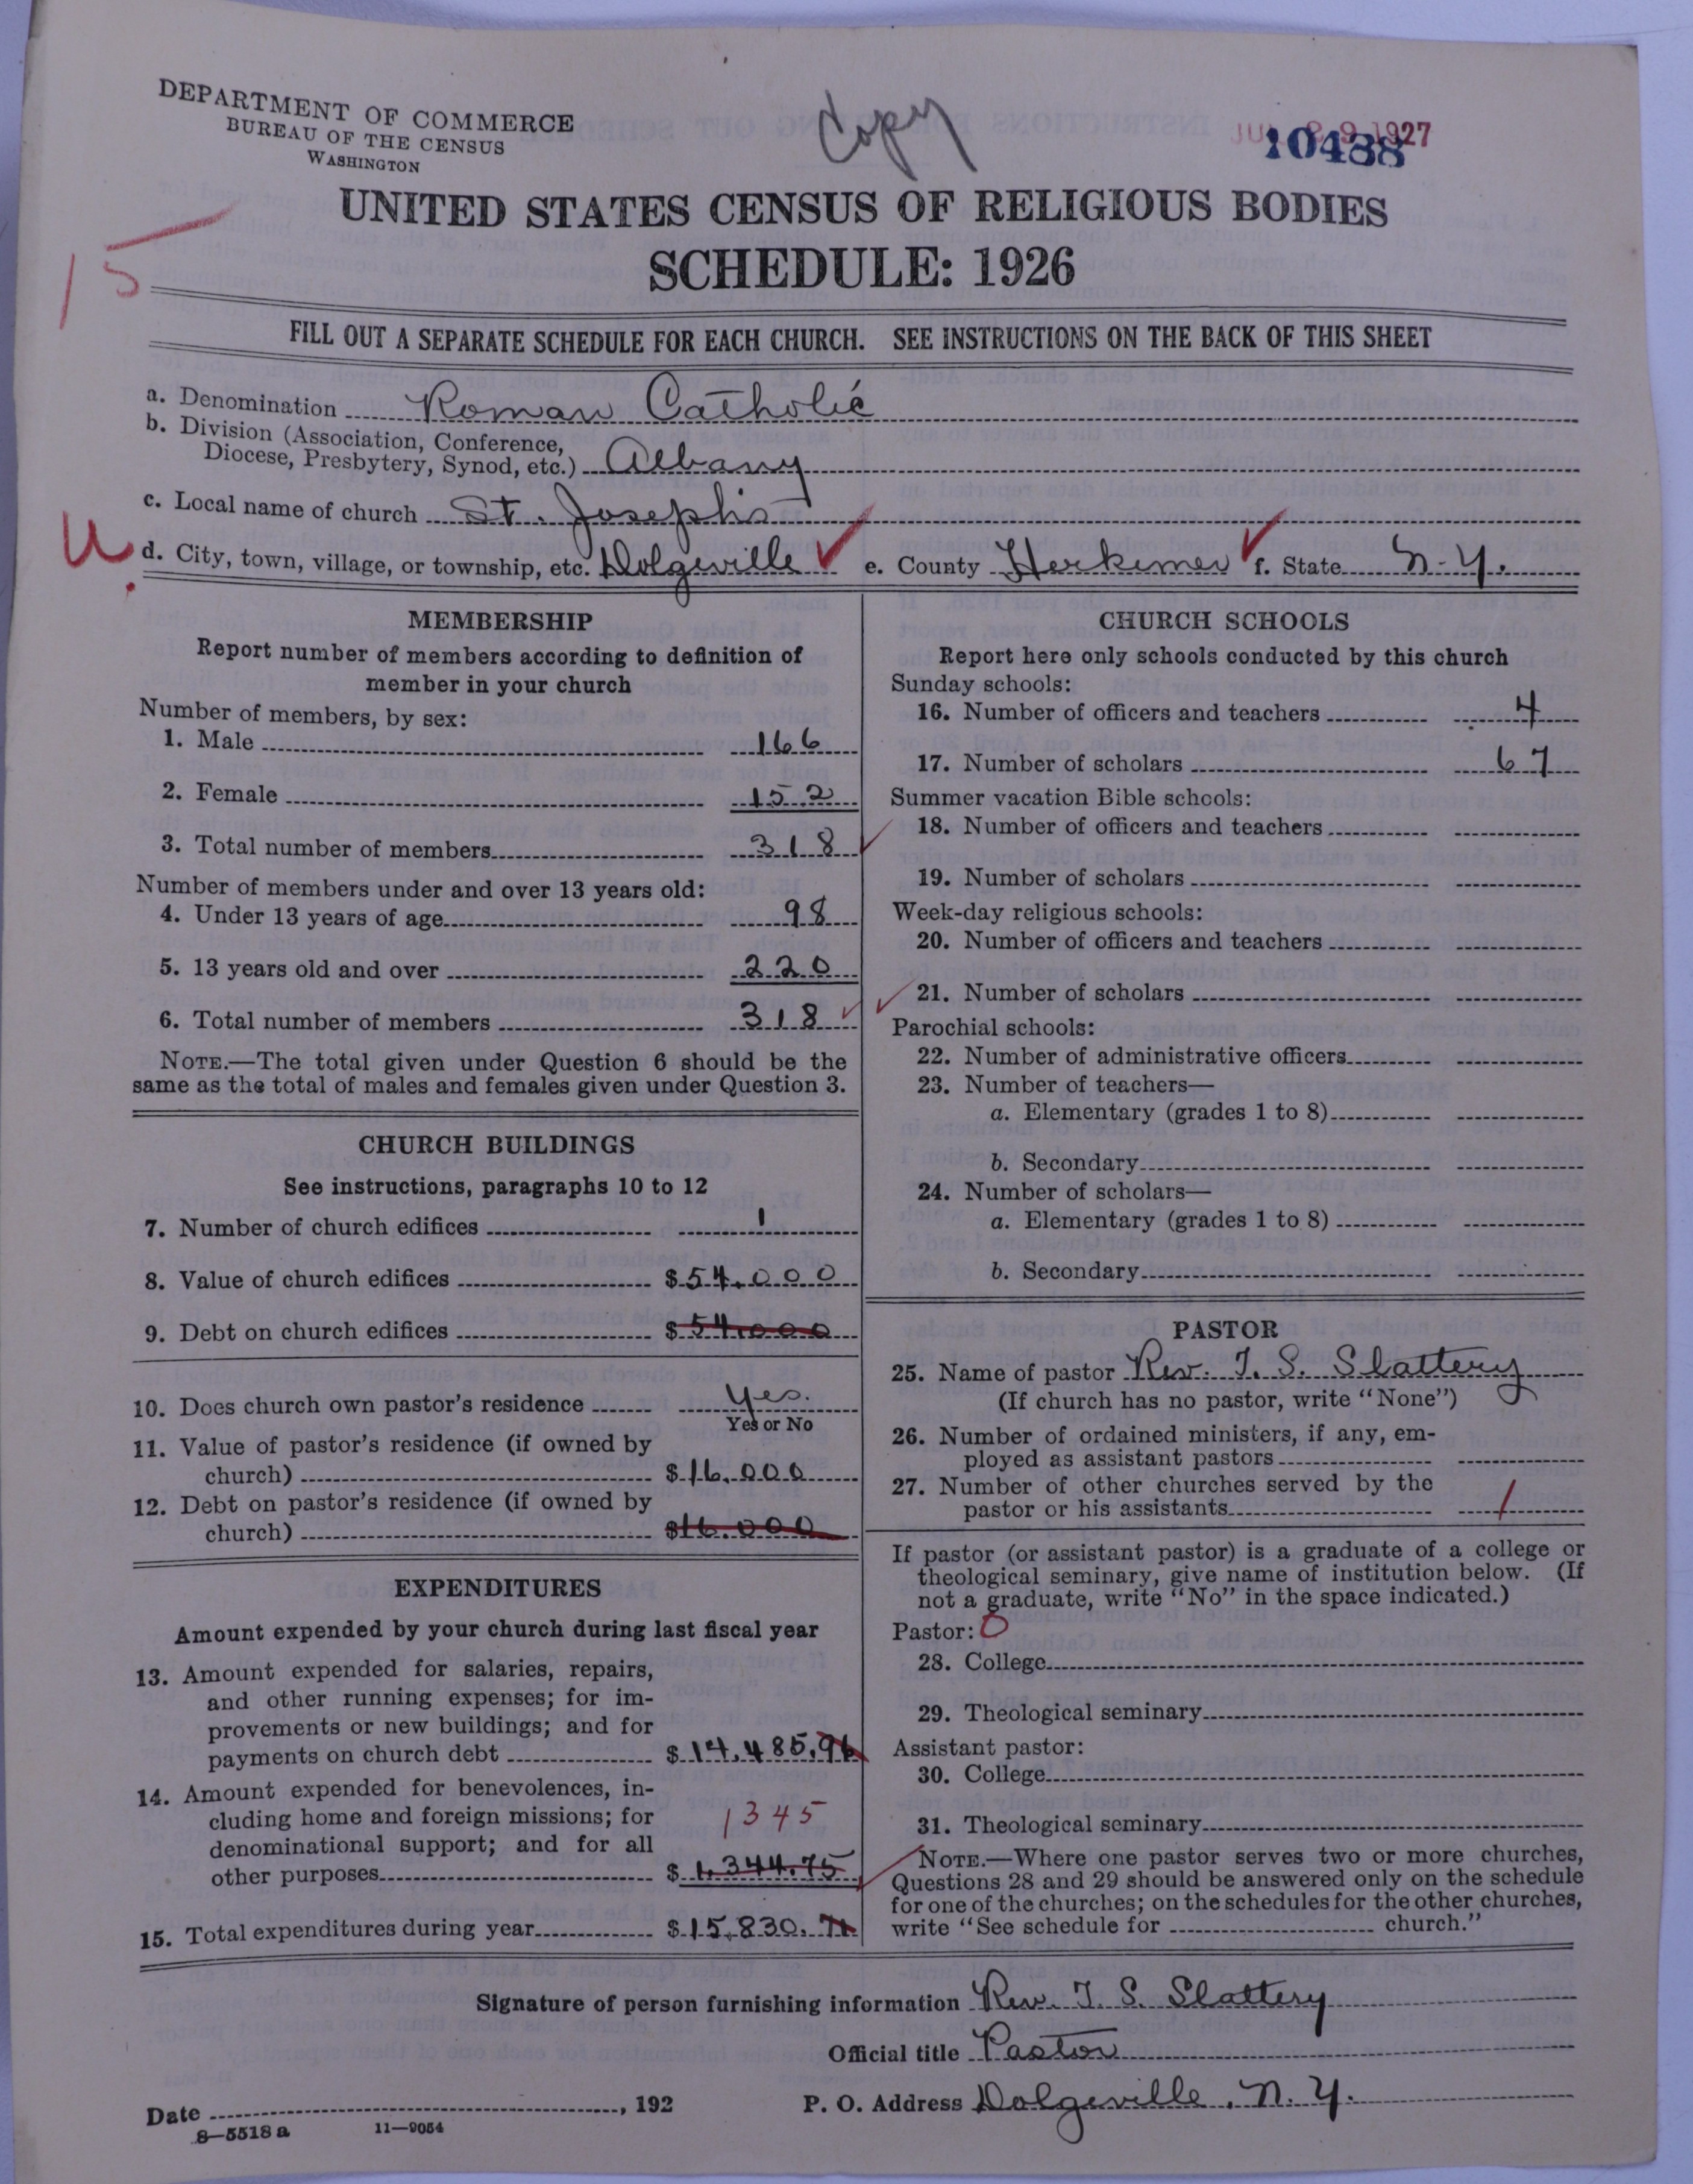 DEPARTMENT OF COMMERCE
BUREAU OF THE CENSUS
WASHINGTON
Copy
10488
1927
UNITED STATES CENSUS OF RELIGIOUS BODIES
SCHEDULE: 1926
15
FILL OUT A SEPARATE SCHEDULE FOR EACH CHURCH. SEE INSTRUCTIONS ON THE BACK OF THIS SHEET
a. Denomination Roman Catholic
b. Division (Association, Conference,
Diocese, Presbytery, Synod, etc.) Albany
c. Local name of church St. Joseph's
U.
d. City, town, village, or township, etc. Dolgeville e. County Herkimer f. State N. Y.
MEMBERSHIP
Report number of members according to definition of
member in your church
Number of members, by sex:
1. Male 166
2. Female 152
3. Total number of members 318
Number of members under and over 13 years old:
4. Under 13 years of age 98
5. 13 years old and over 220
6. Total number of members 318
NOTE.—The total given under Question 6 should be the
same as the total of males and females given under Question 3.
CHURCH BUILDINGS
See instructions, paragraphs 10 to 12
7. Number of church edifices 1
8. Value of church edifices $54.000
9. Debt on church edifices $54.000
10. Does church own pastor's residence Yes.
Yes or No
11. Value of pastor's residence (if owned by
church) $16.000
12. Debt on pastor's residence (if owned by
church) $16.000
EXPENDITURES
Amount expended by your church during last fiscal year
13. Amount expended for salaries, repairs,
and other running expenses; for im-
provements or new buildings; and for
payments on church debt $14,485.96
14. Amount expended for benevolences, in-
cluding home and foreign missions; for
denominational support; and for all
1345
other purposes $1,344.75
15. Total expenditures during year $15,830.71
CHURCH SCHOOLS
Report here only schools conducted by this church
Sunday schools:
16. Number of officers and teachers 4
17. Number of scholars 67
Summer vacation Bible schools:
18. Number of officers and teachers
19. Number of scholars
Week-day religious schools:
20. Number of officers and teachers
21. Number of scholars
Parochial schools:
22. Number of administrative officers
23. Number of teachers—
a. Elementary (grades 1 to 8)
b. Secondary
24. Number of scholars—
a. Elementary (grades 1 to 8)
b. Secondary
PASTOR
25. Name of pastor Rev. T. S. Slattery
(If church has no pastor, write "None")
26. Number of ordained ministers, if any, em-
ployed as assistant pastors
27. Number of other churches served by the
pastor or his assistants /
If pastor (or assistant pastor) is a graduate of a college or
theological seminary, give name of institution below. (If
not a graduate, write "No" in the space indicated.)
Pastor: 0
28. College
29. Theological seminary
Assistant pastor:
30. College
31. Theological seminary
NOTE.—Where one pastor serves two or more churches,
Questions 28 and 29 should be answered only on the schedule
for one of the churches; on the schedules for the other churches,
write "See schedule for church."
Signature of person furnishing information Rev. T. S. Slattery
Official title Pastor
Date , 192 P. O. Address Dolgeville, N. Y.
8—5518 a 11—9054